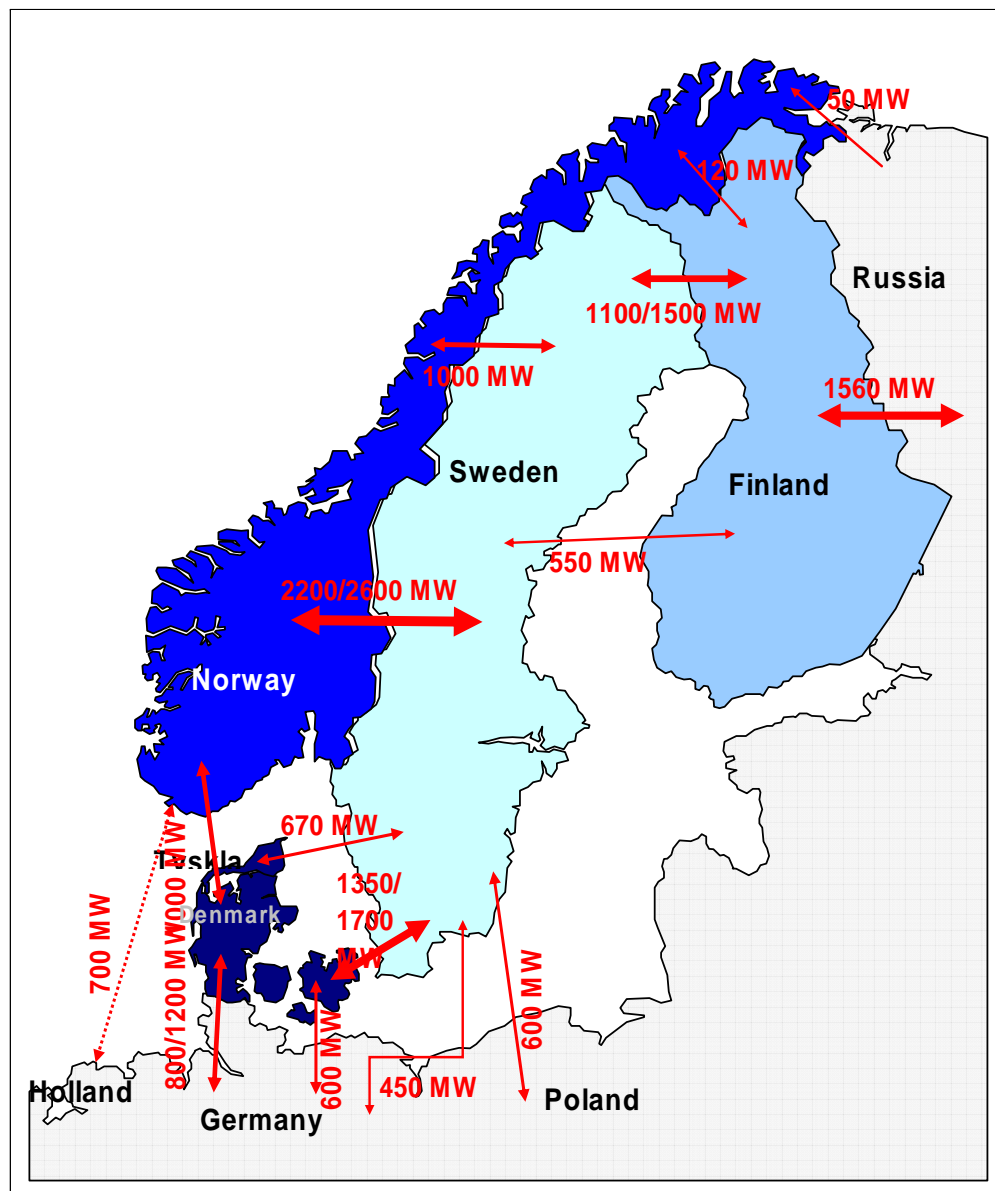 50 MW
120 MW
Russia
1100/1500 MW
1000 MW
1560 MW
Sweden
Finland
550 MW
2200/2600 MW
Norway
670 MW
1350/
1700
MW
Denmark
1000 MW
800/1200 MW
700 MW
600 MW
600 MW
450 MW
Holland
Germany
Poland